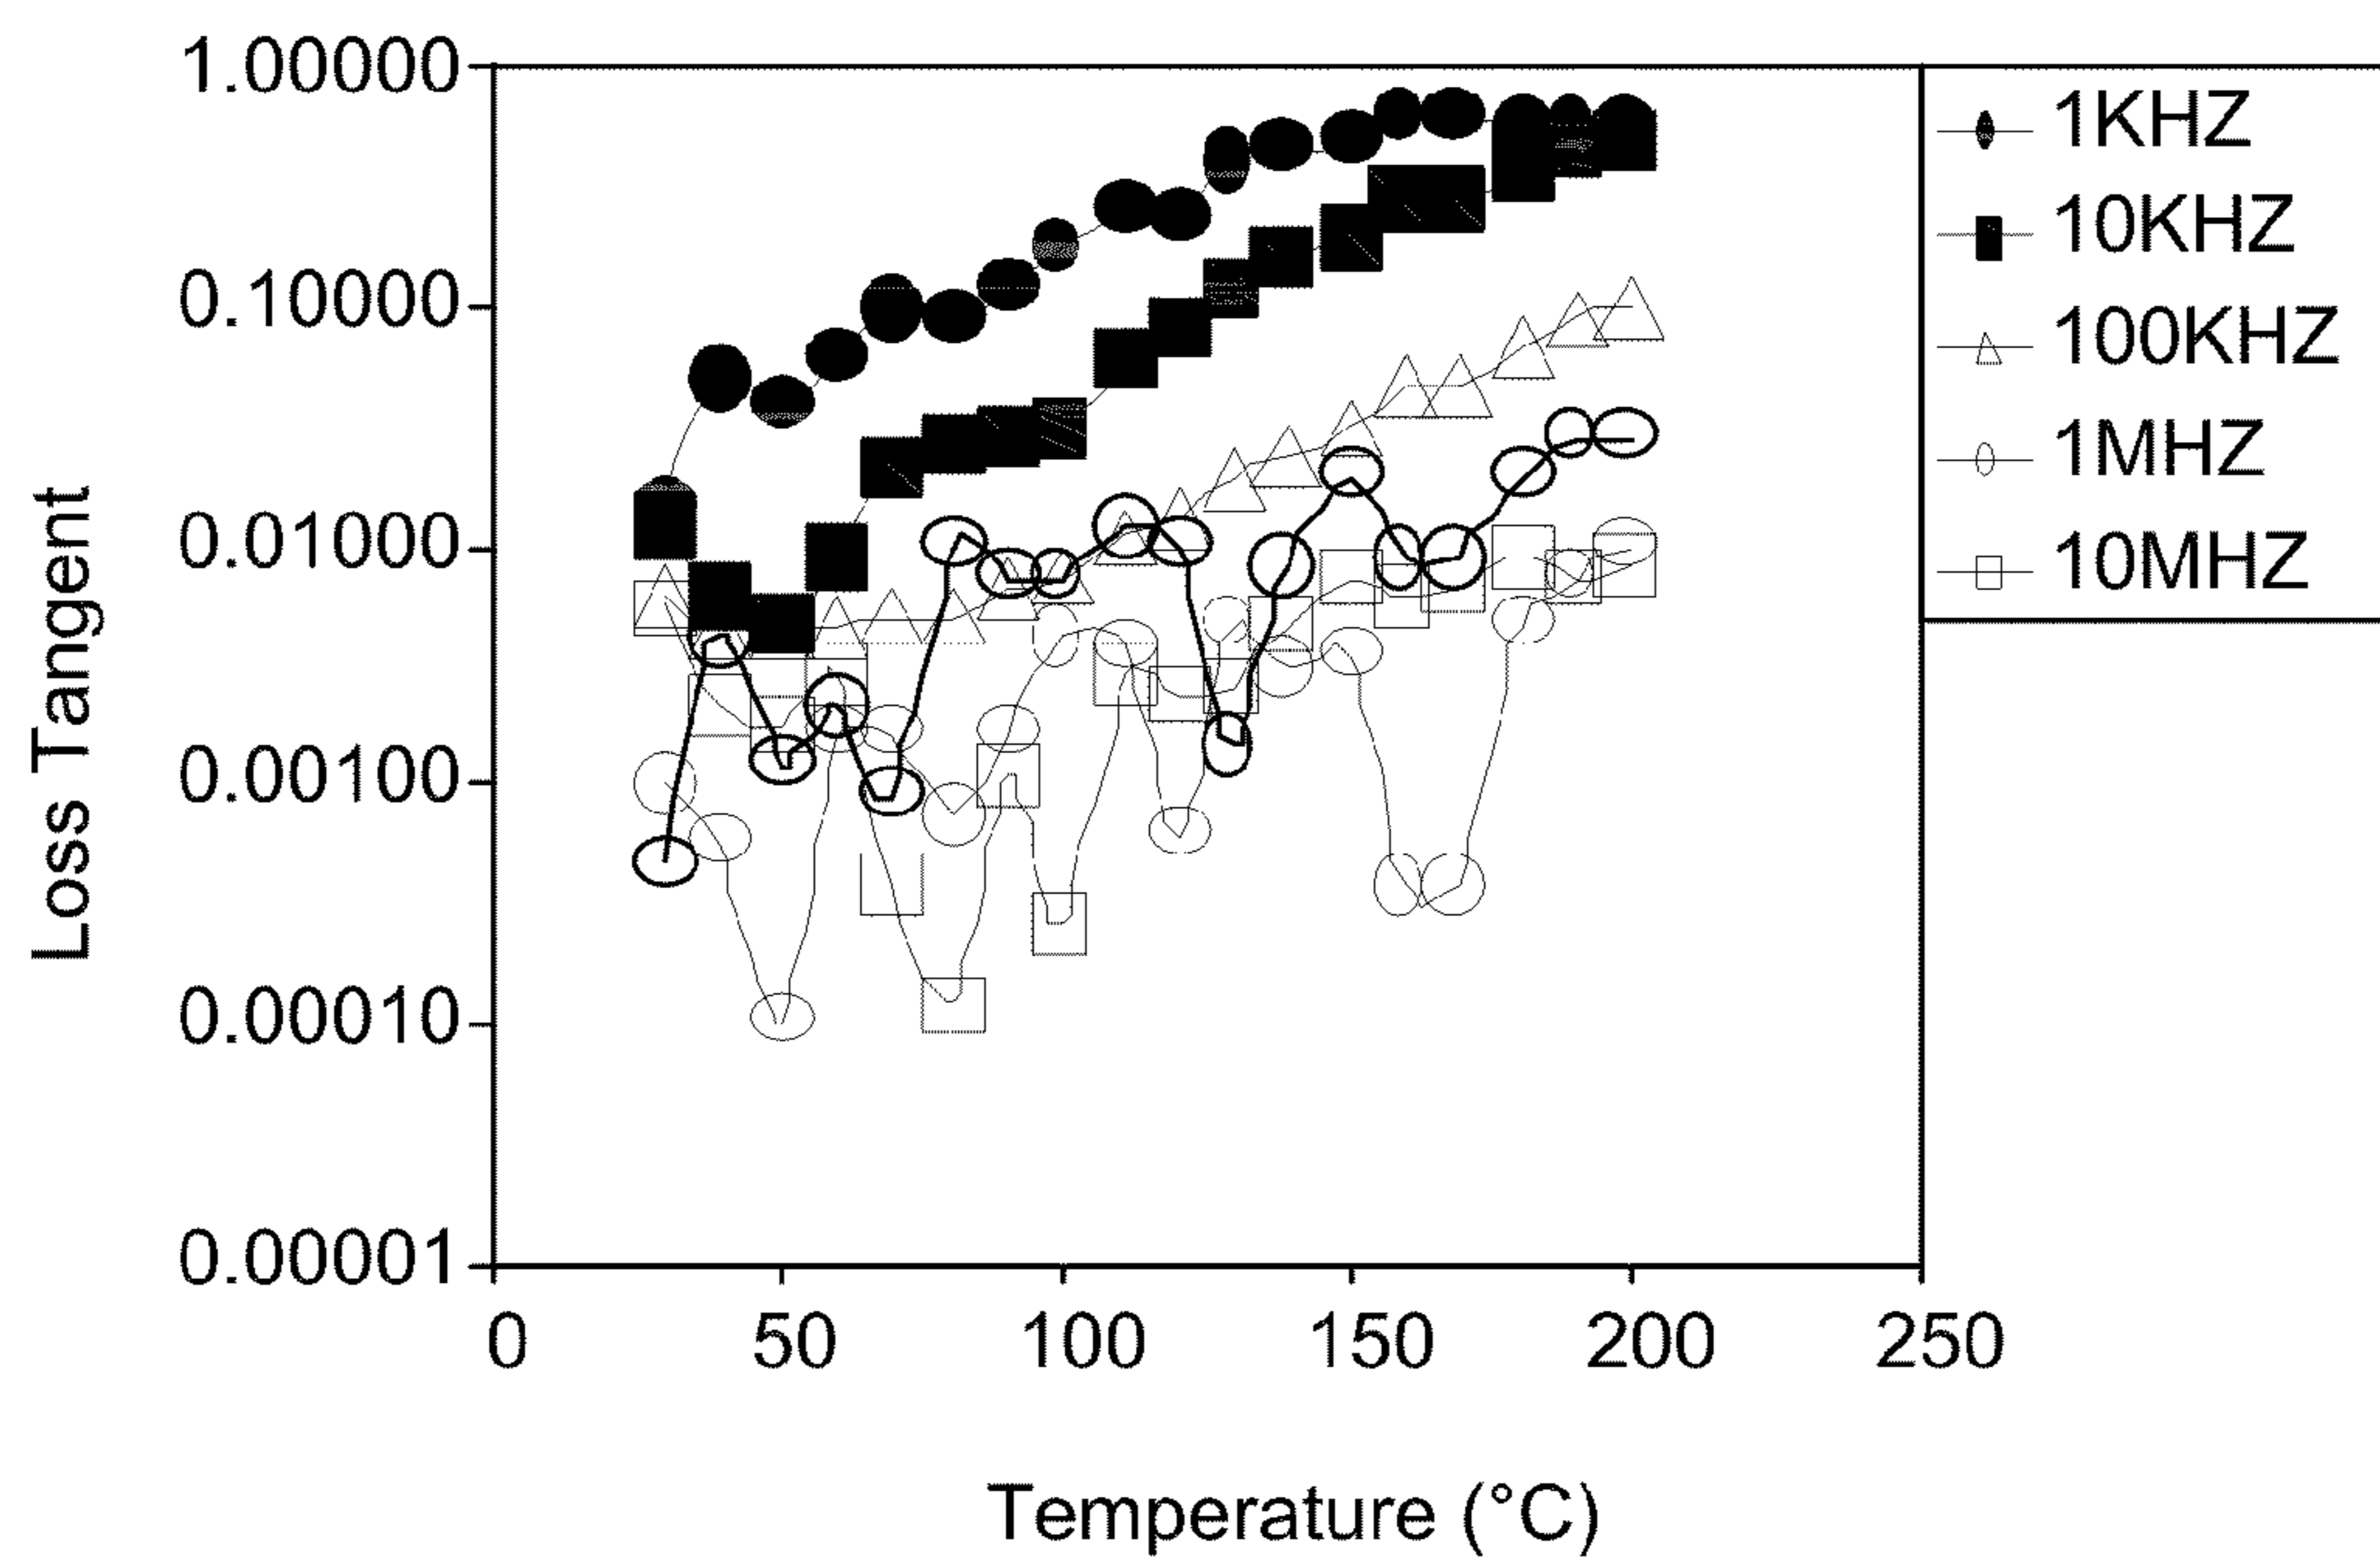 1.00000
0.10000
0.01000
0.00100
0.00010
0.00001
Loss Tangent
0
50
100
150
200
250
Temperature (°C)
1KHZ
10KHZ
100KHZ
1MHZ
10MHZ